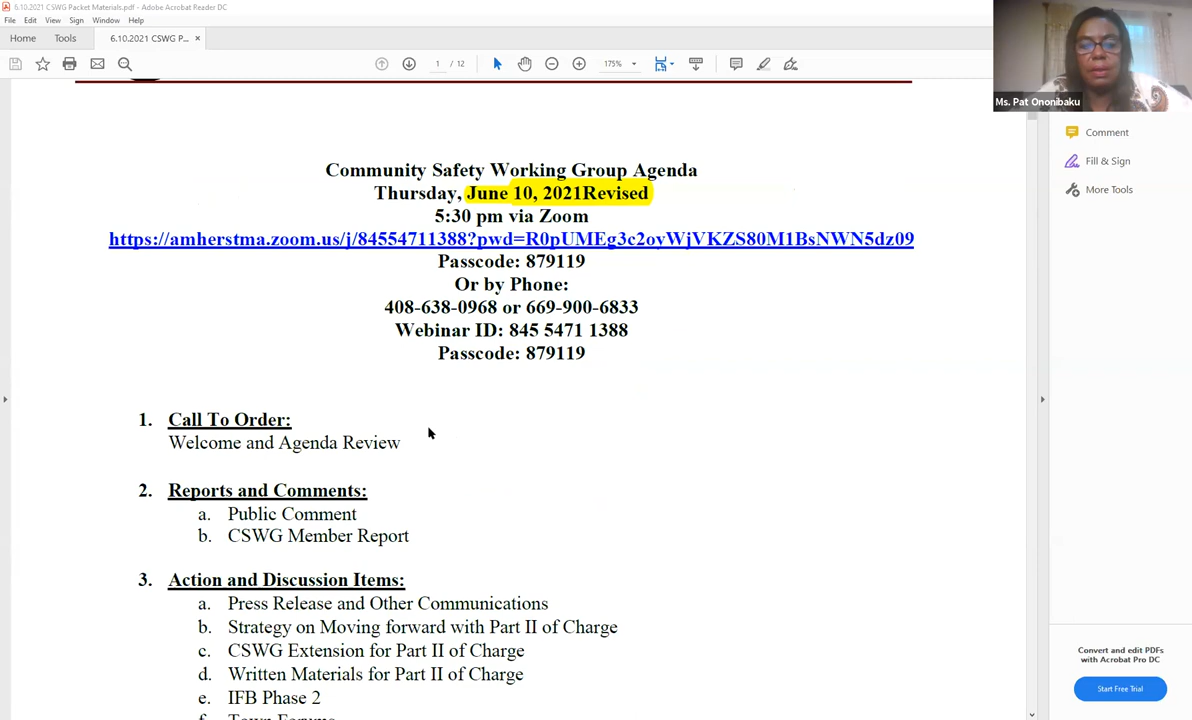 6.10.2021 CSWG Packet Materials.pdf - Adobe Acrobat Reader DC
File Edit View Sign Window Help
Home Tools 6.10.2021 CSWG P... ×
1 / 12 175%
Ms. Pat Ononibaku
Comment
Fill & Sign
More Tools
Community Safety Working Group Agenda
Thursday, June 10, 2021Revised
5:30 pm via Zoom
https://amherstma.zoom.us/j/84554711388?pwd=R0pUMEg3c2oyWjVKZS80M1BsNWN5dz09
Passcode: 879119
Or by Phone:
408-638-0968 or 669-900-6833
Webinar ID: 845 5471 1388
Passcode: 879119
1. Call To Order:
Welcome and Agenda Review
2. Reports and Comments:
a. Public Comment
b. CSWG Member Report
3. Action and Discussion Items:
a. Press Release and Other Communications
b. Strategy on Moving forward with Part II of Charge
c. CSWG Extension for Part II of Charge
d. Written Materials for Part II of Charge
e. IFB Phase 2
f. Town Forums
Convert and edit PDFs
with Acrobat Pro DC
Start Free Trial